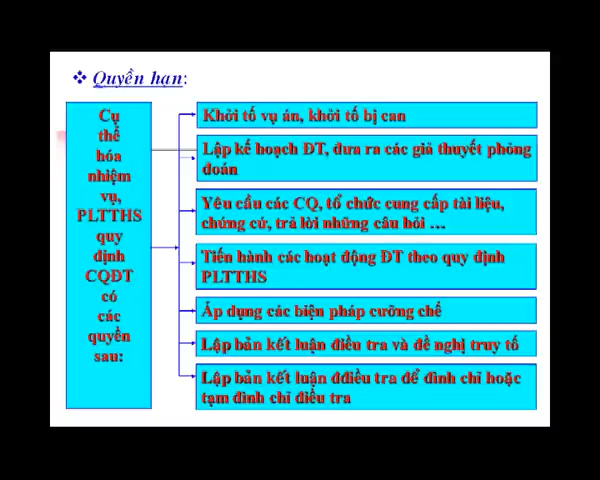 ❖ Quyền hạn:
Cụ
thể
hóa
nhiệm
vụ,
PLTTHS
quy
định
CQĐT
có
các
quyền
sau:
Khởi tố vụ án, khởi tố bị can
Lập kế hoạch ĐT, đưa ra các giả thuyết phỏng
đoán
Yêu cầu các CQ, tổ chức cung cấp tài liệu,
chứng cứ, trả lời những câu hỏi ...
Tiến hành các hoạt động ĐT theo quy định
PLTTHS
Áp dụng các biện pháp cưỡng chế
Lập bản kết luận điều tra và đề nghị truy tố
Lập bản kết luận đđiều tra để đình chỉ hoặc
tạm đình chỉ điều tra